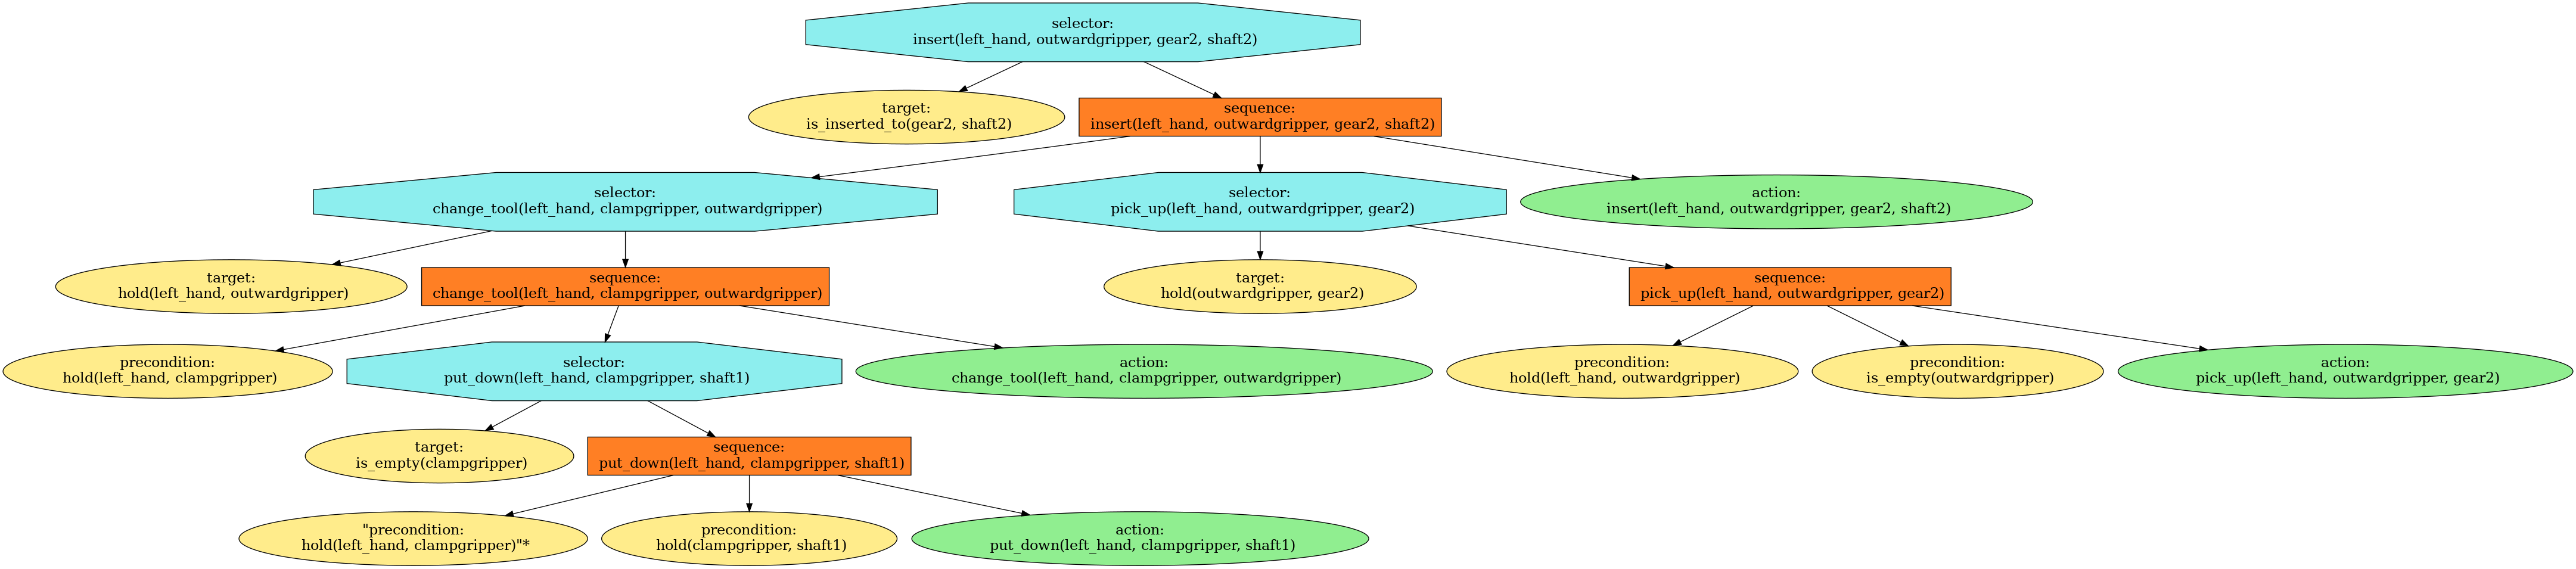 selector:
insert(left_hand, outwardgripper, gear2, shaft2)
target:
is_inserted_to(gear2, shaft2)
sequence:
insert(left_hand, outwardgripper, gear2, shaft2)
selector:
change_tool(left_hand, clampgripper, outwardgripper)
selector:
pick_up(left_hand, outwardgripper, gear2)
action:
insert(left_hand, outwardgripper, gear2, shaft2)
target:
hold(left_hand, outwardgripper)
sequence:
change_tool(left_hand, clampgripper, outwardgripper)
target:
hold(outwardgripper, gear2)
sequence:
pick_up(left_hand, outwardgripper, gear2)
precondition:
hold(left_hand, clampgripper)
selector:
put_down(left_hand, clampgripper, shaft1)
action:
change_tool(left_hand, clampgripper, outwardgripper)
precondition:
hold(left_hand, outwardgripper)
precondition:
is_empty(outwardgripper)
action:
pick_up(left_hand, outwardgripper, gear2)
target:
is_empty(clampgripper)
sequence:
put_down(left_hand, clampgripper, shaft1)
"precondition:
hold(left_hand, clampgripper)"*
precondition:
hold(clampgripper, shaft1)
action:
put_down(left_hand, clampgripper, shaft1)